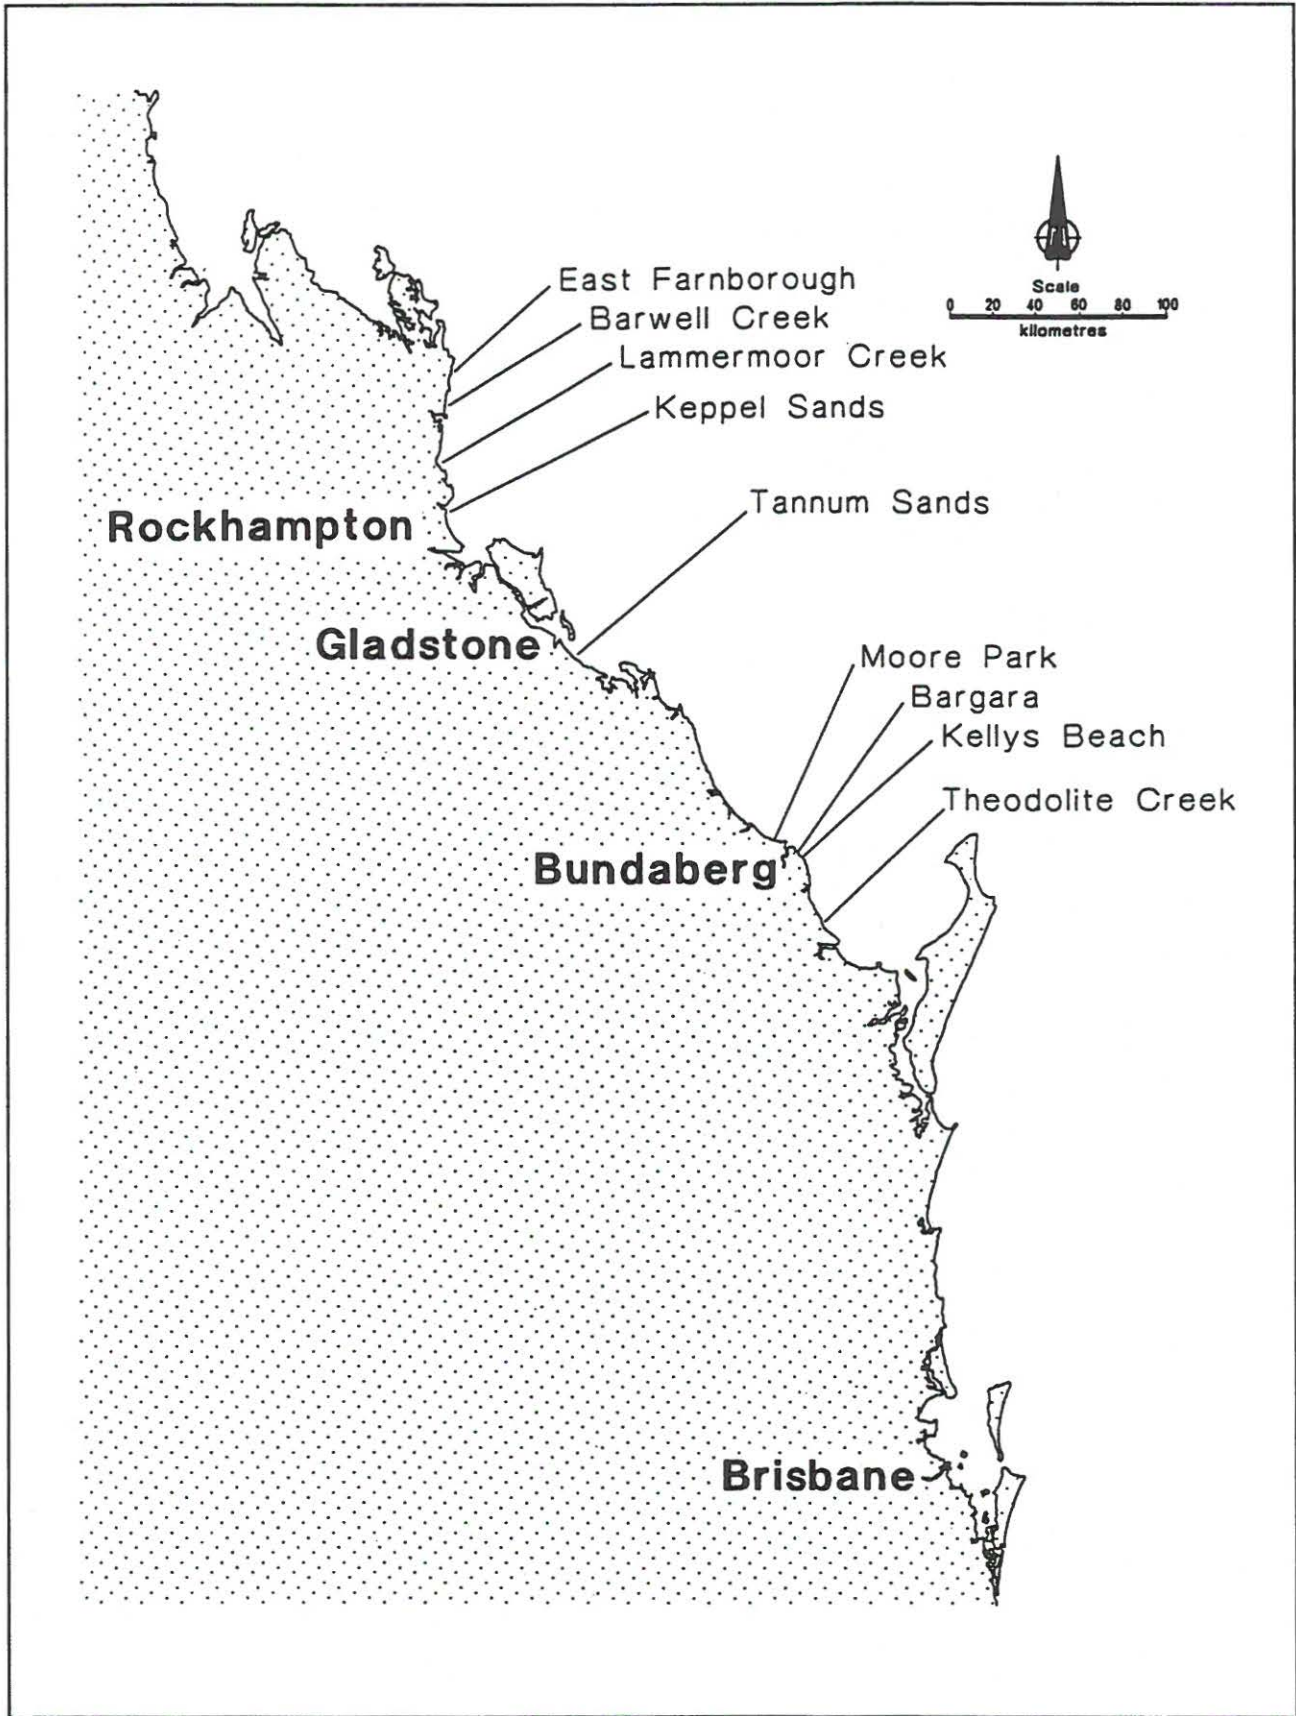 East Farnborough
Scale
Barwell Creek
0 20 40 60 80 100
kilometres
Lammermoor Creek
Keppel Sands
Tannum Sands
Rockhampton
Gladstone
Moore Park
Bargara
Kellys Beach
Theodolite Creek
Bundaberg
Brisbane